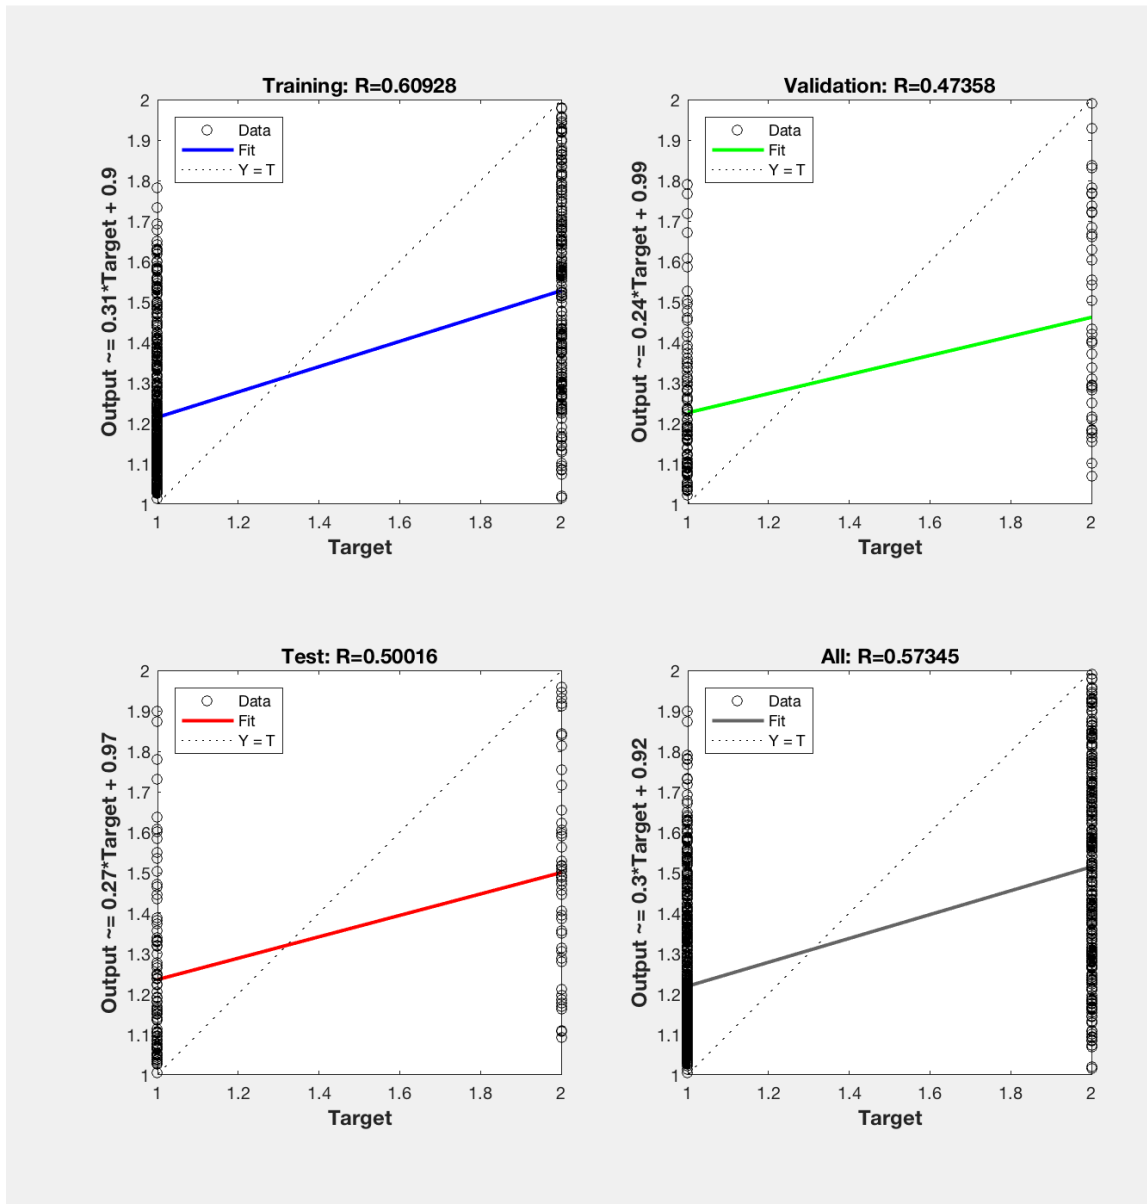 Training: R=0.60928
Output ~= 0.31*Target + 0.9
2
1.9
1.8
1.7
1.6
1.5
1.4
1.3
1.2
1.1
1
Data
Fit
Y = T
1 1.2 1.4 1.6 1.8 2
Target
Validation: R=0.47358
Output ~= 0.24*Target + 0.99
2
1.9
1.8
1.7
1.6
1.5
1.4
1.3
1.2
1.1
1
Data
Fit
Y = T
1 1.2 1.4 1.6 1.8 2
Target
Test: R=0.50016
Output ~= 0.27*Target + 0.97
2
1.9
1.8
1.7
1.6
1.5
1.4
1.3
1.2
1.1
1
Data
Fit
Y = T
1 1.2 1.4 1.6 1.8 2
Target
All: R=0.57345
Output ~= 0.3*Target + 0.92
2
1.9
1.8
1.7
1.6
1.5
1.4
1.3
1.2
1.1
1
Data
Fit
Y = T
1 1.2 1.4 1.6 1.8 2
Target